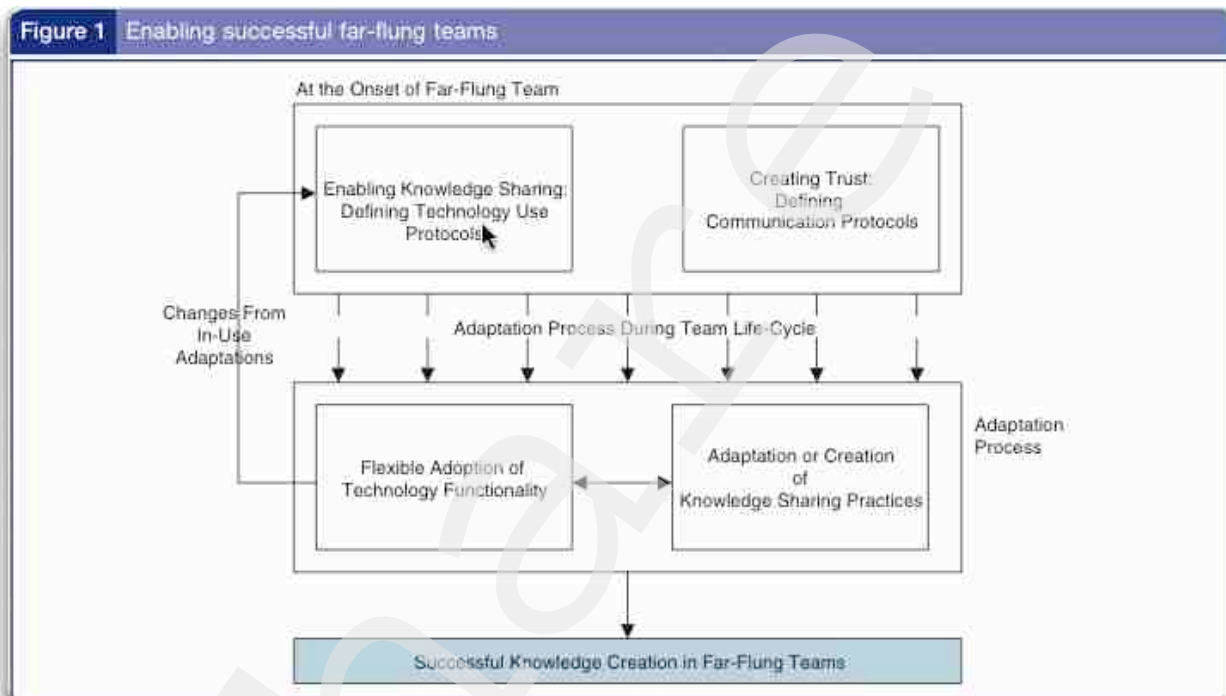 Figure 1 Enabling successful far-flung teams
At the Onset of Far-Flung Team
Enabling Knowledge Sharing:
Defining Technology Use
Protocols
Creating Trust:
Defining
Communication Protocols
Changes From
In-Use
Adaptations
Adaptation Process During Team Life-Cycle
Flexible Adoption of
Technology Functionality
Adaptation or Creation
of
Knowledge Sharing Practices
Adaptation
Process
Successful Knowledge Creation in Far-Flung Teams